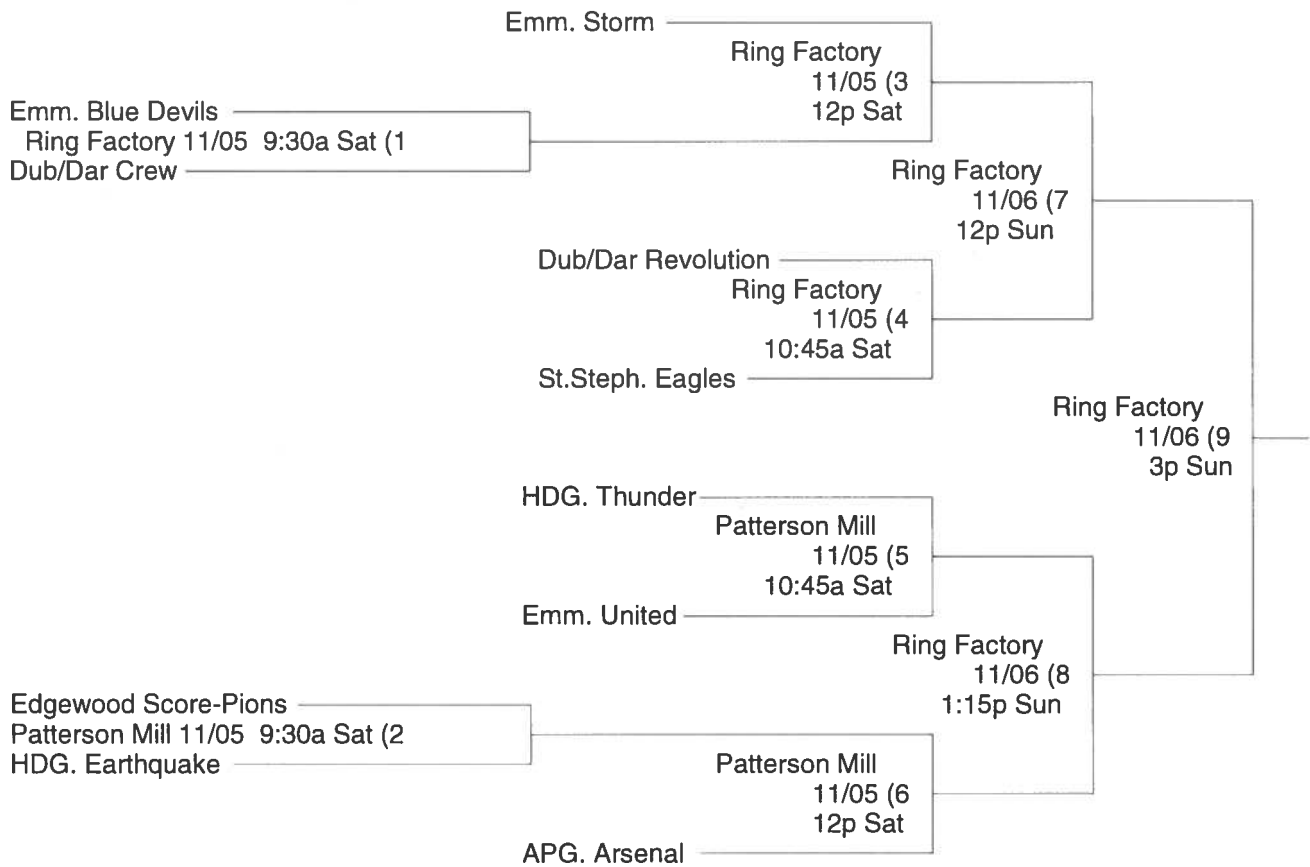 Emm. Storm
Ring Factory
11/05 (3
12p Sat
Emm. Blue Devils
Ring Factory 11/05 9:30a Sat (1
Dub/Dar Crew
Ring Factory
11/06 (7
12p Sun
Dub/Dar Revolution
Ring Factory
11/05 (4
10:45a Sat
St.Steph. Eagles
Ring Factory
11/06 (9
3p Sun
HDG. Thunder
Patterson Mill
11/05 (5
10:45a Sat
Emm. United
Ring Factory
11/06 (8
1:15p Sun
Edgewood Score-Pions
Patterson Mill 11/05 9:30a Sat (2
HDG. Earthquake
Patterson Mill
11/05 (6
12p Sat
APG. Arsenal